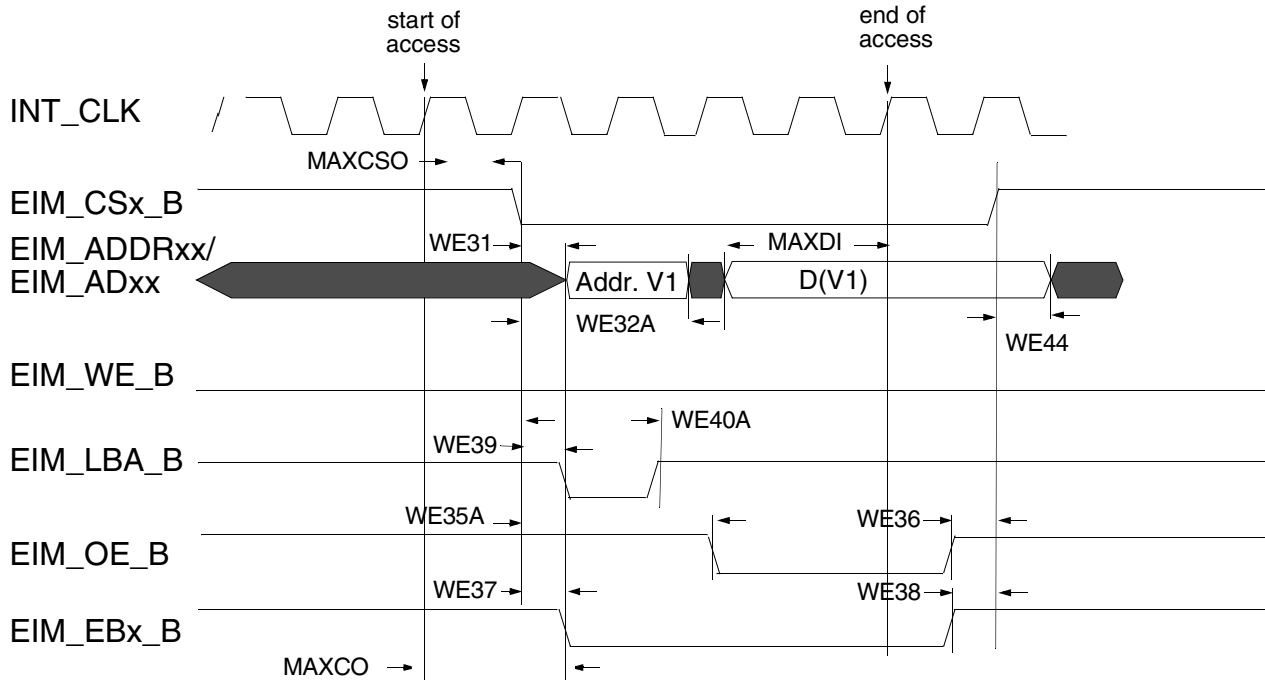 start of
access
end of
access
INT_CLK
MAXCSO
EIM_CSx_B
EIM_ADDRxx/
EIM_ADxx
WE31
MAXDI
Addr. V1
D(V1)
WE32A
WE44
EIM_WE_B
WE40A
WE39
EIM_LBA_B
WE35A
WE36
EIM_OE_B
WE37
WE38
EIM_EBx_B
MAXCO